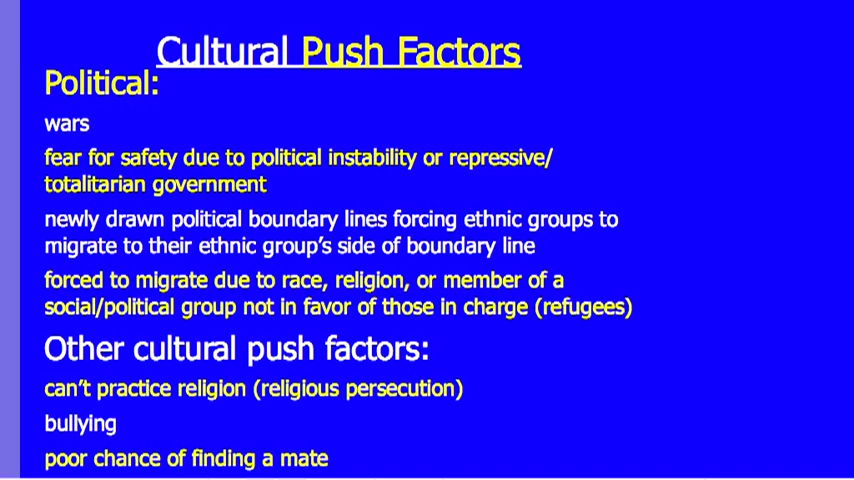 Cultural Push Factors
Political:
wars
fear for safety due to political instability or repressive/
totalitarian government
newly drawn political boundary lines forcing ethnic groups to
migrate to their ethnic group's side of boundary line
forced to migrate due to race, religion, or member of a
social/political group not in favor of those in charge (refugees)
Other cultural push factors:
can't practice religion (religious persecution)
bullying
poor chance of finding a mate